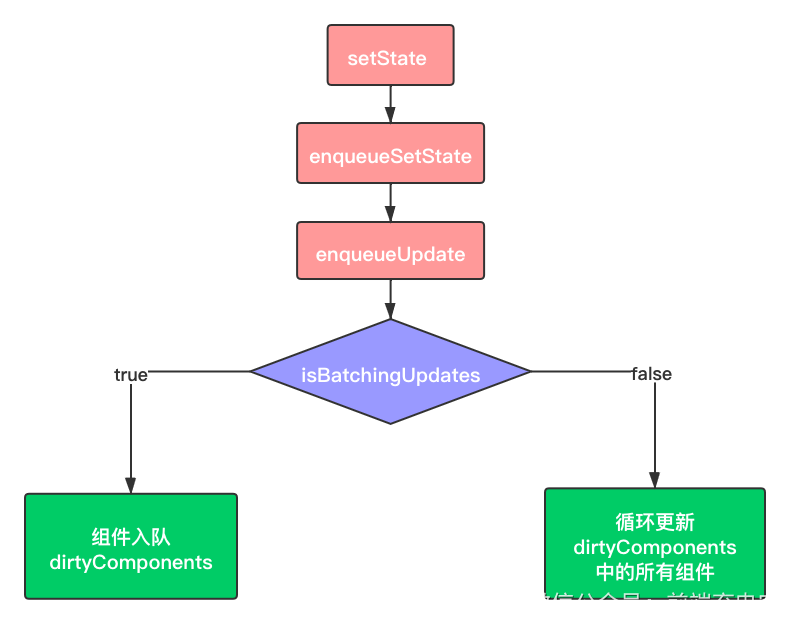 setState
enqueueSetState
enqueueUpdate
isBatchingUpdates
true
false
组件入队
dirtyComponents
循环更新
dirtyComponents
中的所有组件